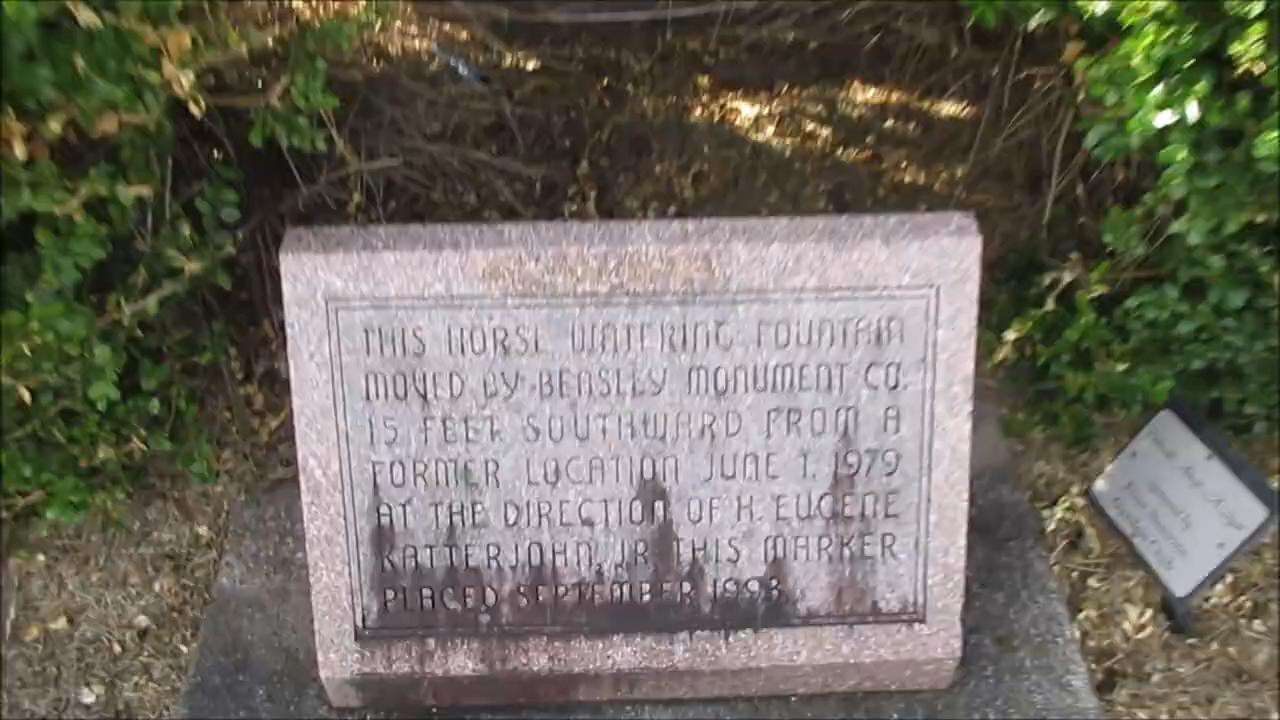 THIS HORSE WATERING FOUNTAIN
MOVED BY BEASLEY MONUMENT CO.
15 FEET SOUTHWARD FROM A
FORMER LOCATION JUNE 1, 1979
AT THE DIRECTION OF H. EUGENE
KATTERJOHN, JR. THIS MARKER
PLACED SEPTEMBER 1993